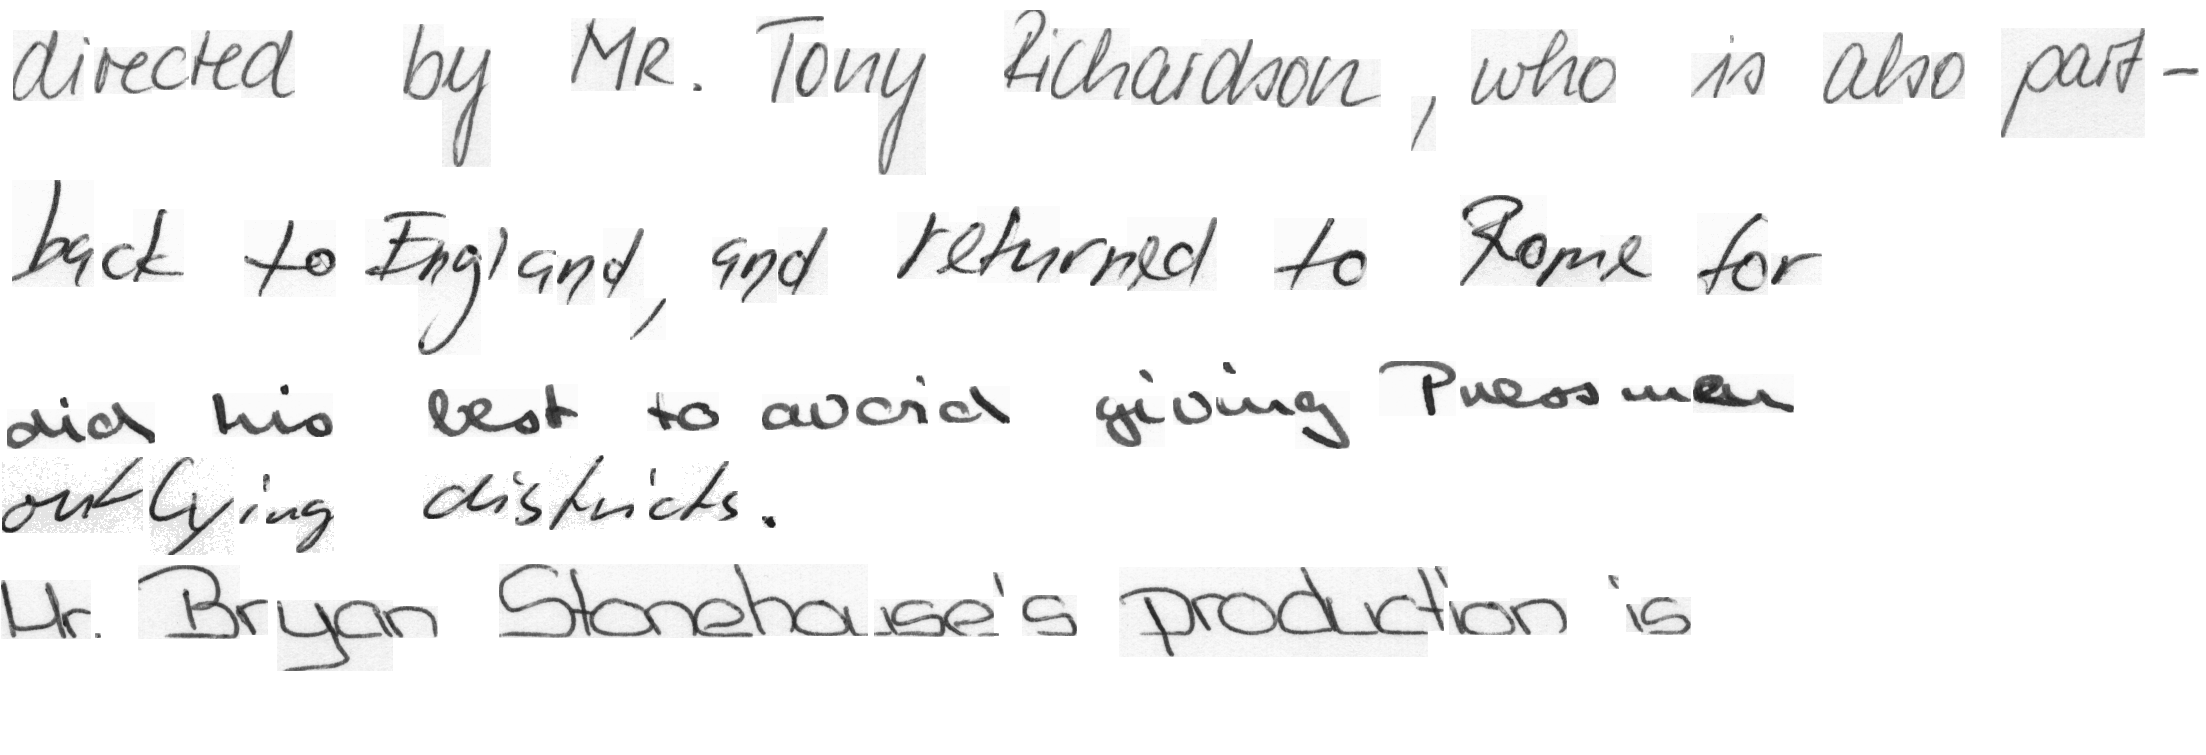 directed by Mr. Tony Richardson, who is also part-
back to England, and returned to Rome for
did his best to avoid giving Pressmen
outlying districts.
Mr. Bryan Stonehouse's production is